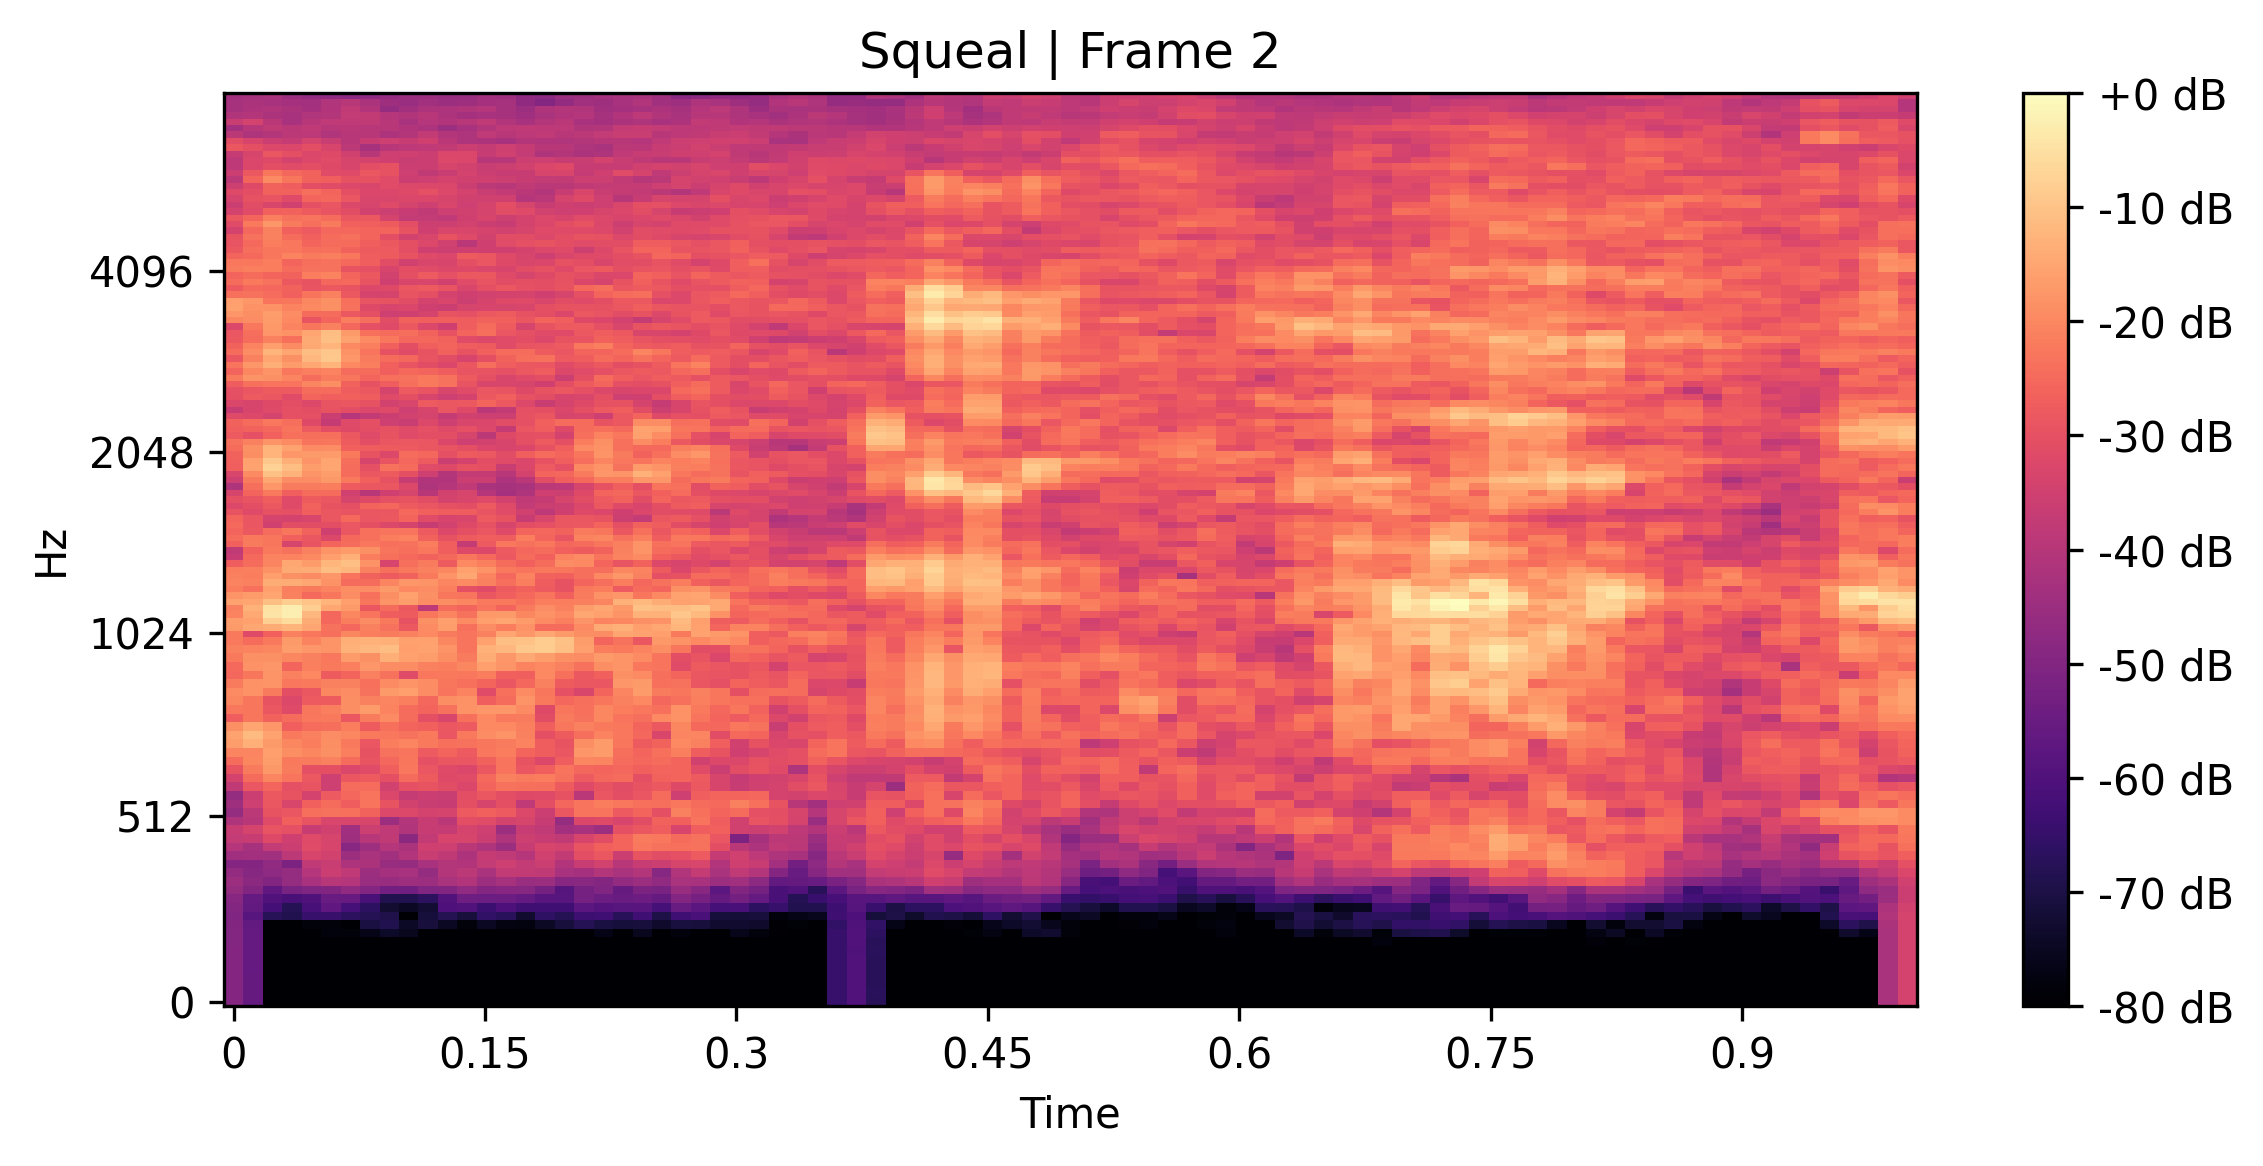 Squeal | Frame 2
+0 dB
-10 dB
-20 dB
-30 dB
-40 dB
-50 dB
-60 dB
-70 dB
-80 dB
Hz
4096
2048
1024
512
0
0 0.15 0.3 0.45 0.6 0.75 0.9
Time